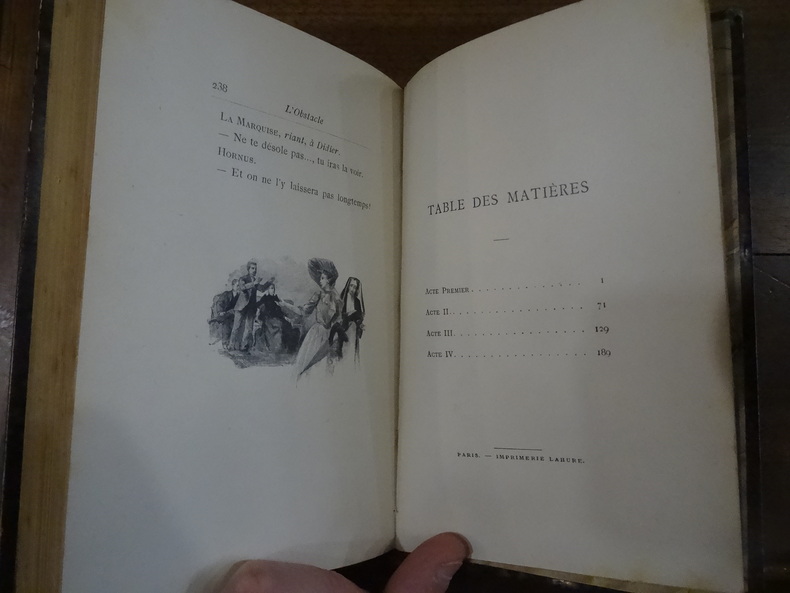 238
L'Obstacle
LA MARQUISE, riant, à Didier.
— Ne te désole pas..., tu iras la voir.
HORNUS.
— Et on ne l'y laissera pas longtemps!
TABLE DES MATIÈRES
ACTE PREMIER . . . . . . . . . . . . . . 1
ACTE II . . . . . . . . . . . . . . . . . 71
ACTE III . . . . . . . . . . . . . . . . . 129
ACTE IV . . . . . . . . . . . . . . . . . 189
PARIS. — IMPRIMERIE LAHURE.